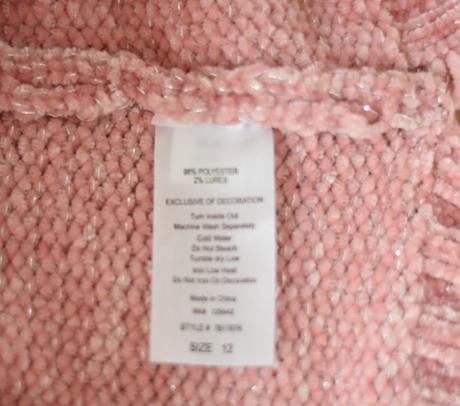 98% POLYESTER
2% LUREX
EXCLUSIVE OF DECORATION
Turn Inside Out
Machine Wash Separately
Cold Water
Do Not Bleach
Tumble dry Low
Iron Low Heat
Do Not Iron On Decoration
Made in China
STYLE #
SIZE 12